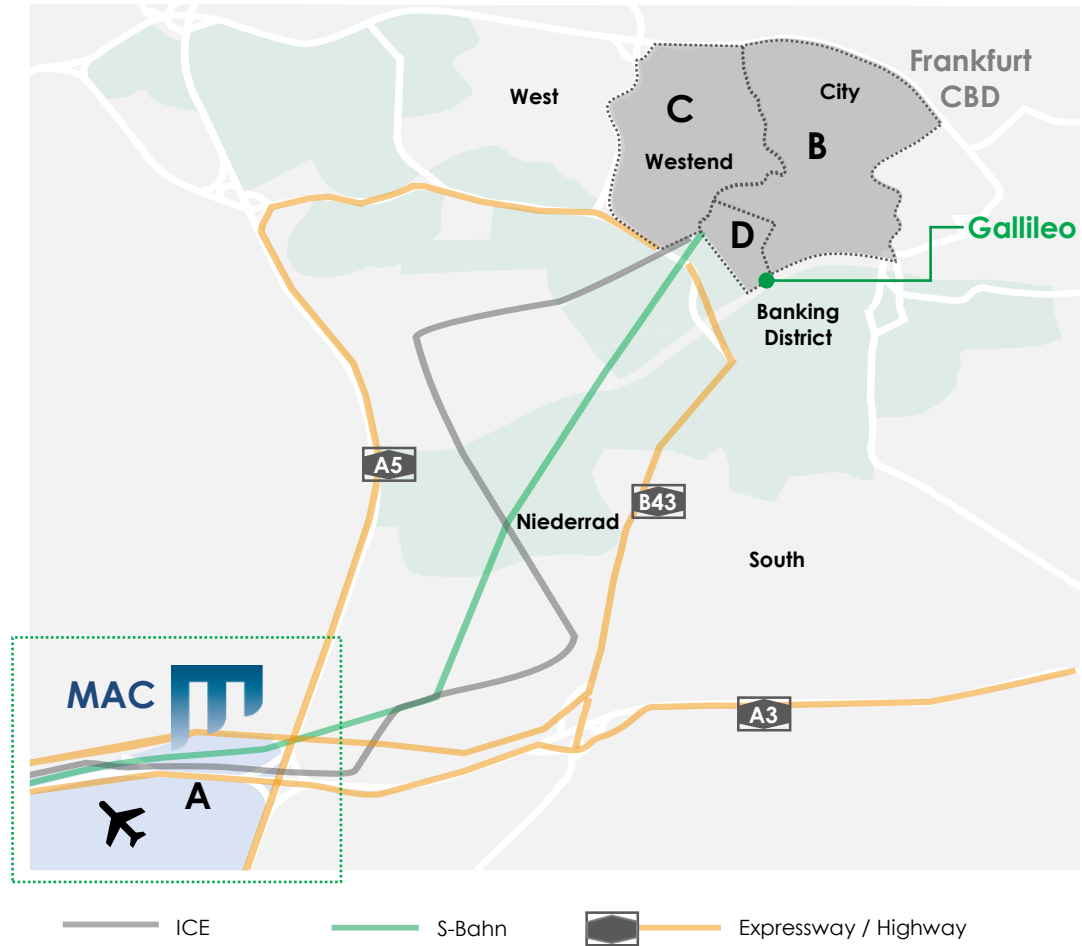 Frankfurt
CBD
City
West
C
B
Westend
Gallileo
D
Banking
District
A5
B43
Niederrad
South
MAC
A3
A
ICE
S-Bahn
Expressway / Highway